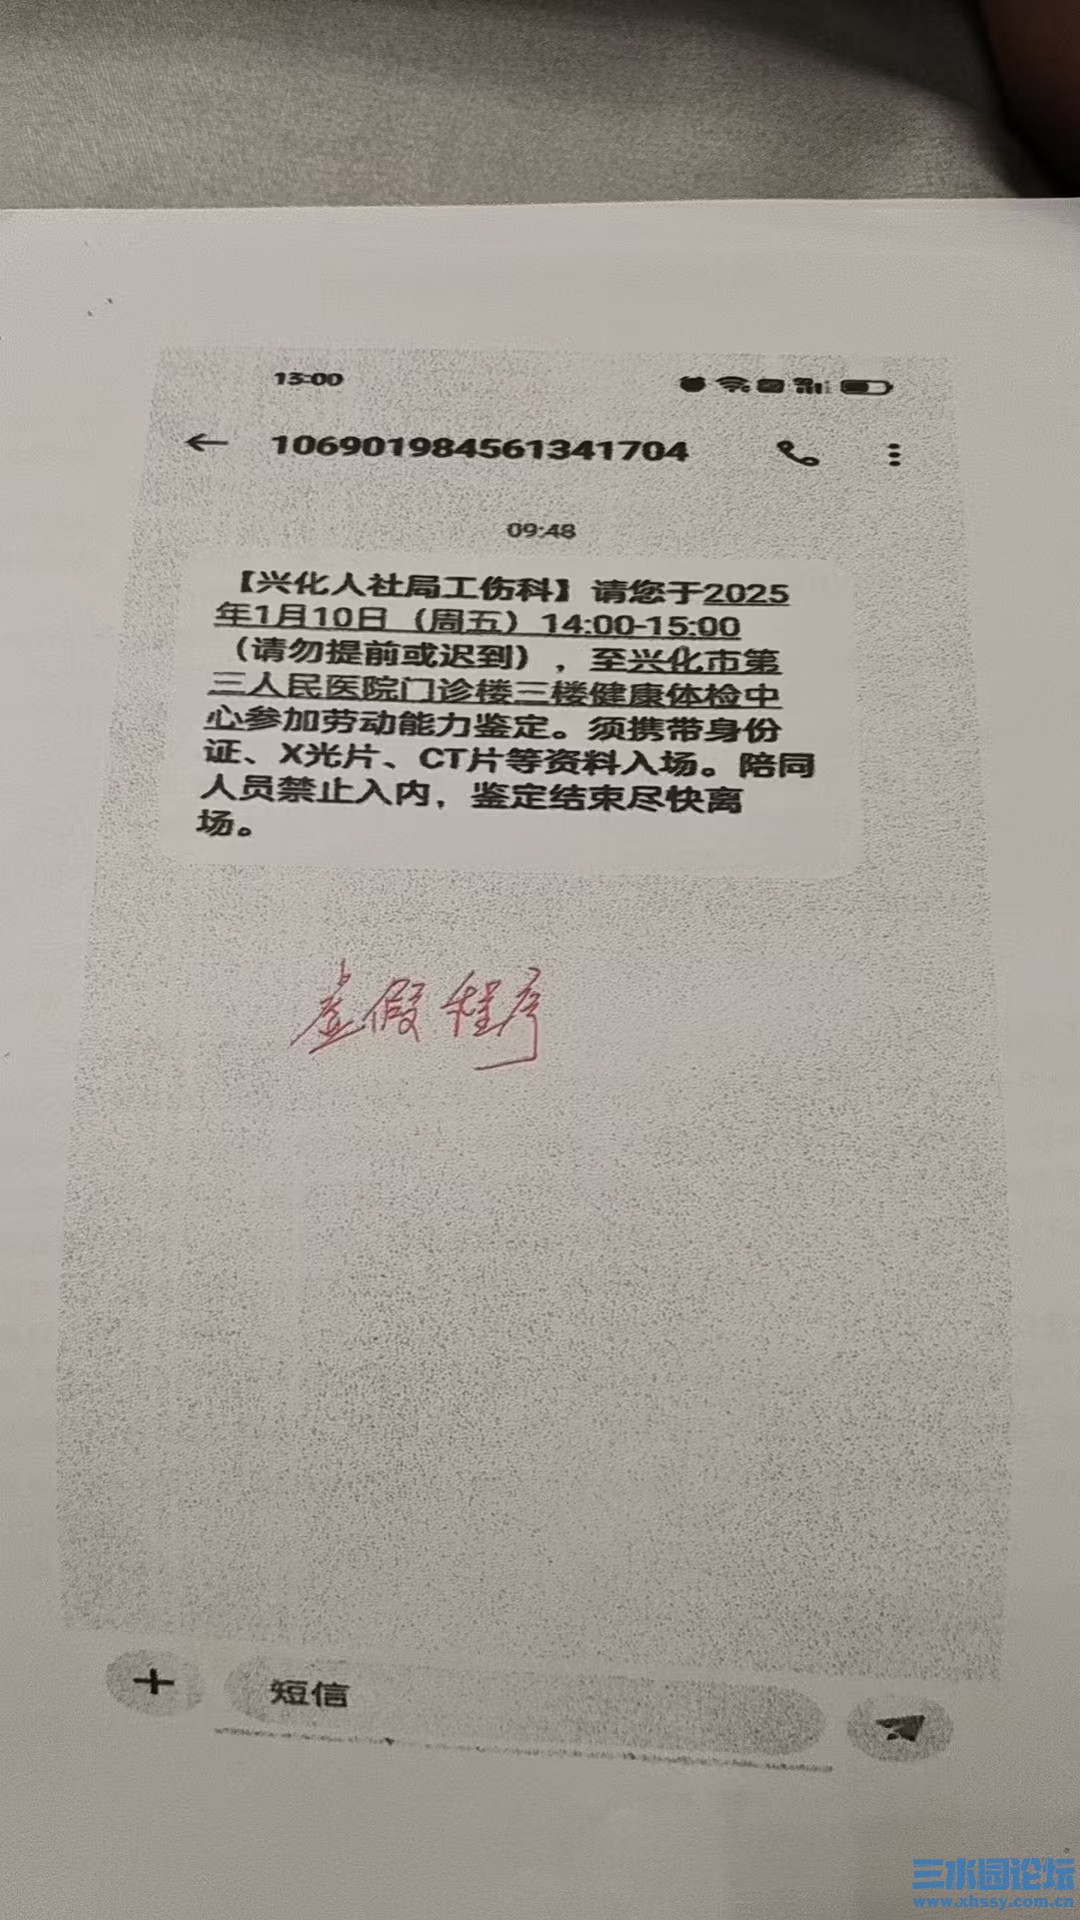 13:00
106901984561341704
09:48
【兴化人社局工伤科】请您于2025
年1月10日（周五）14:00-15:00
（请勿提前或迟到），至兴化市第
三人民医院门诊楼三楼健康体检中
心参加劳动能力鉴定。须携带身份
证、X光片、CT片等资料入场。陪同
人员禁止入内，鉴定结束尽快离
场。
虚假程序
短信
三水园论坛
www.xhssy.com.cn